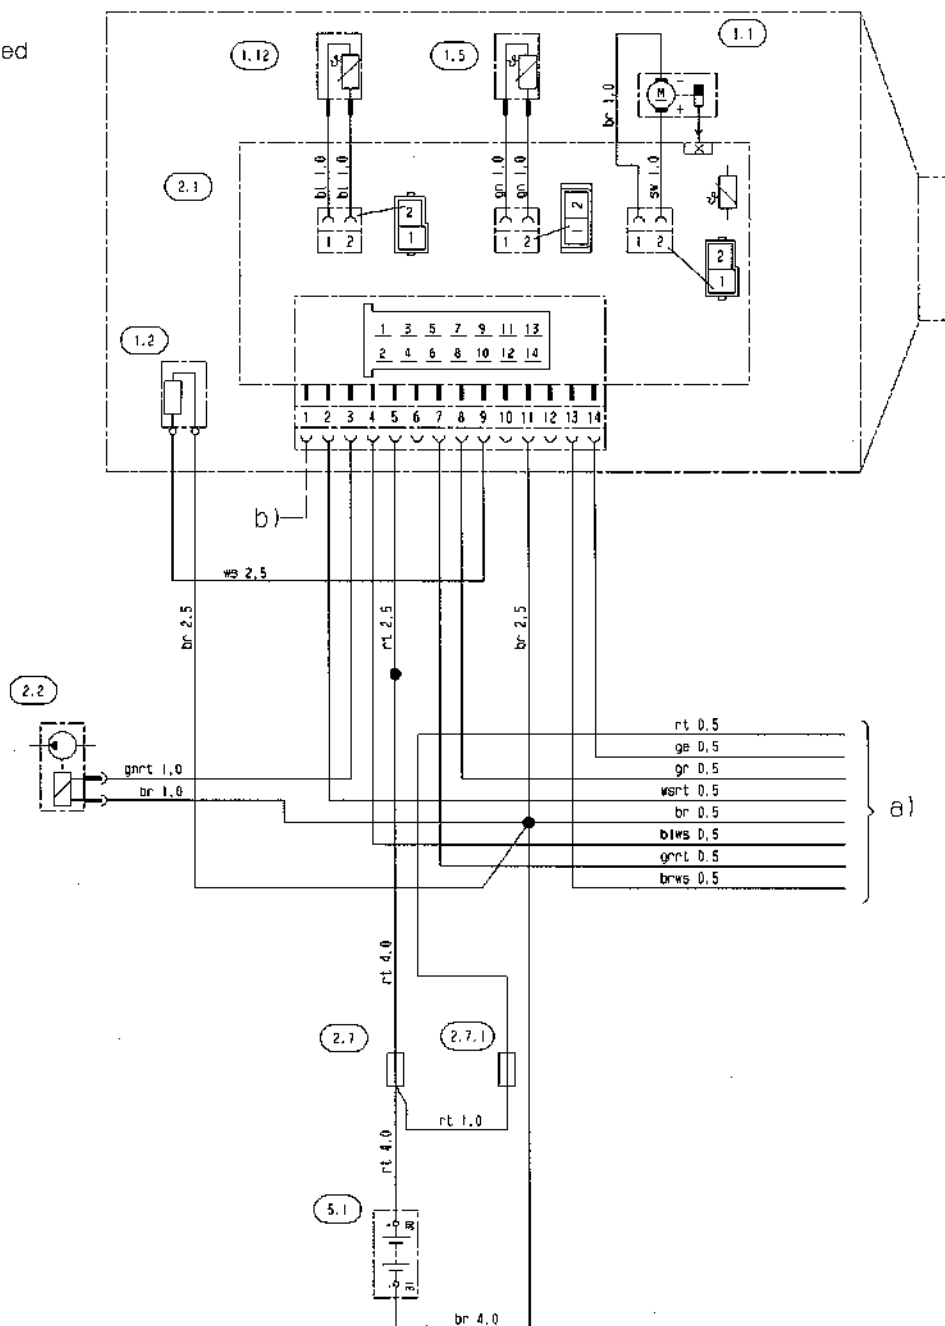 ed
1.12
1.5
1.1
M
-
+
br 1,0
bl 1,0
bl 1,0
gn 1,0
gn 1,0
sw 1,0
2.1
1 2
2
1
1 2
2
1
1 2
2
1
1.2
1 3 5 7 9 11 13
2 4 6 8 10 12 14
1 2 3 4 5 6 7 8 9 10 11 12 13 14
b)
ws 2,5
br 2,5
rt 2,5
br 2,5
2.2
gnrt 1,0
br 1,0
rt 0,5
ge 0,5
gr 0,5
wsrt 0,5
br 0,5
blws 0,5
gnrt 0,5
brws 0,5
a)
rt 4,0
2.7
2.7.1
rt 1,0
rt 4,0
5.1
+
30
-
31
br 4,0